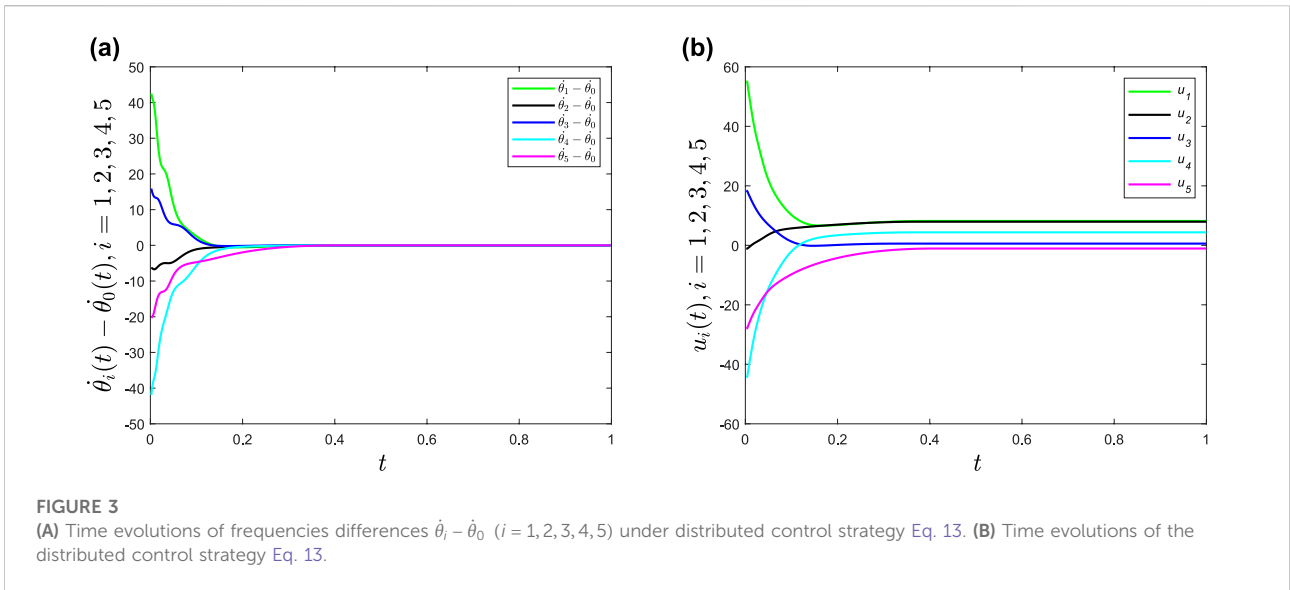 (a)
50
40
30
20
10
0
-10
-20
-30
-40
-50
0
0.2
0.4
0.6
0.8
1
t
θ̇ᵢ(t) − θ̇₀(t), i = 1, 2, 3, 4, 5
θ̇₁ − θ̇₀
θ̇₂ − θ̇₀
θ̇₃ − θ̇₀
θ̇₄ − θ̇₀
θ̇₅ − θ̇₀
(b)
60
40
20
0
-20
-40
-60
0
0.2
0.4
0.6
0.8
1
t
uᵢ(t), i = 1, 2, 3, 4, 5
u₁
u₂
u₃
u₄
u₅
FIGURE 3
(A) Time evolutions of frequencies differences θ̇ᵢ – θ̇₀ (i = 1, 2, 3, 4, 5) under distributed control strategy Eq. 13. (B) Time evolutions of the
distributed control strategy Eq. 13.